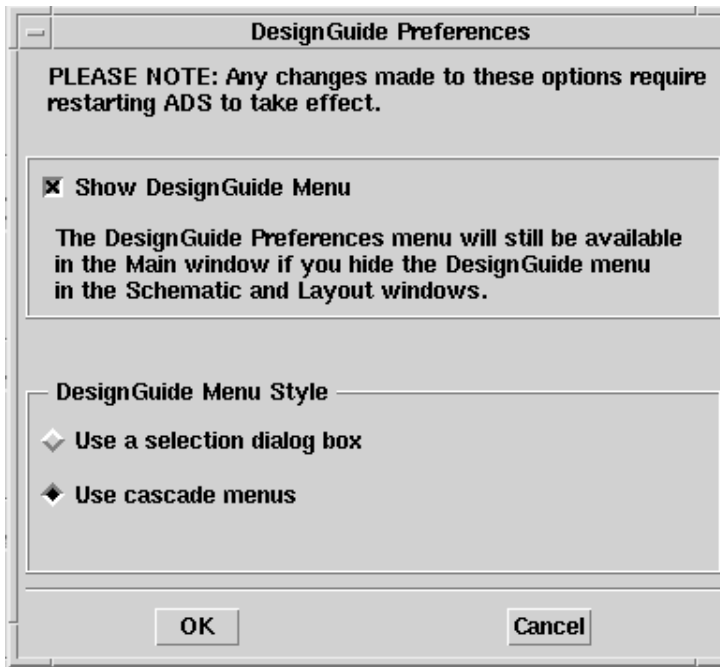 DesignGuide Preferences
PLEASE NOTE: Any changes made to these options require
restarting ADS to take effect.
Show DesignGuide Menu
The DesignGuide Preferences menu will still be available
in the Main window if you hide the DesignGuide menu
in the Schematic and Layout windows.
DesignGuide Menu Style
Use a selection dialog box
Use cascade menus
OK
Cancel